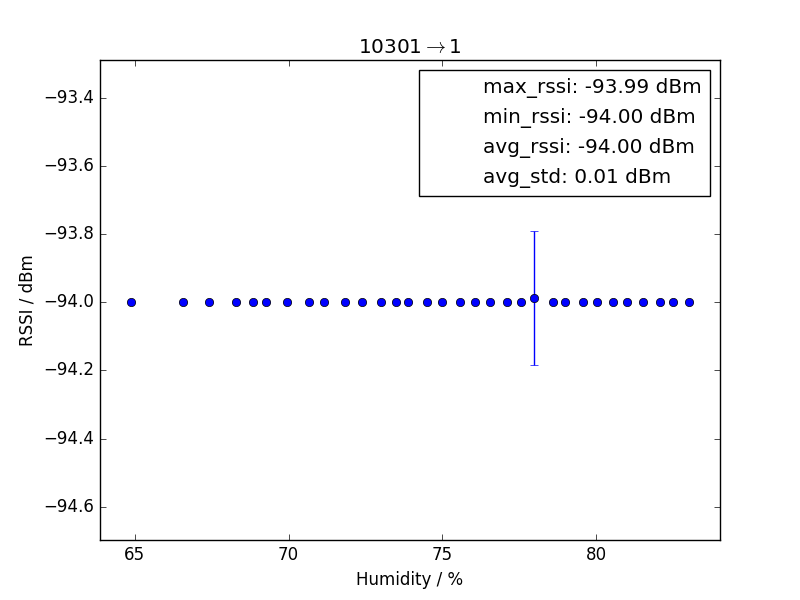 10301→1
max_rssi: -93.99 dBm
min_rssi: -94.00 dBm
avg_rssi: -94.00 dBm
avg_std: 0.01 dBm
−93.4
−93.6
−93.8
−94.0
−94.2
−94.4
−94.6
RSSI / dBm
65 70 75 80
Humidity / %